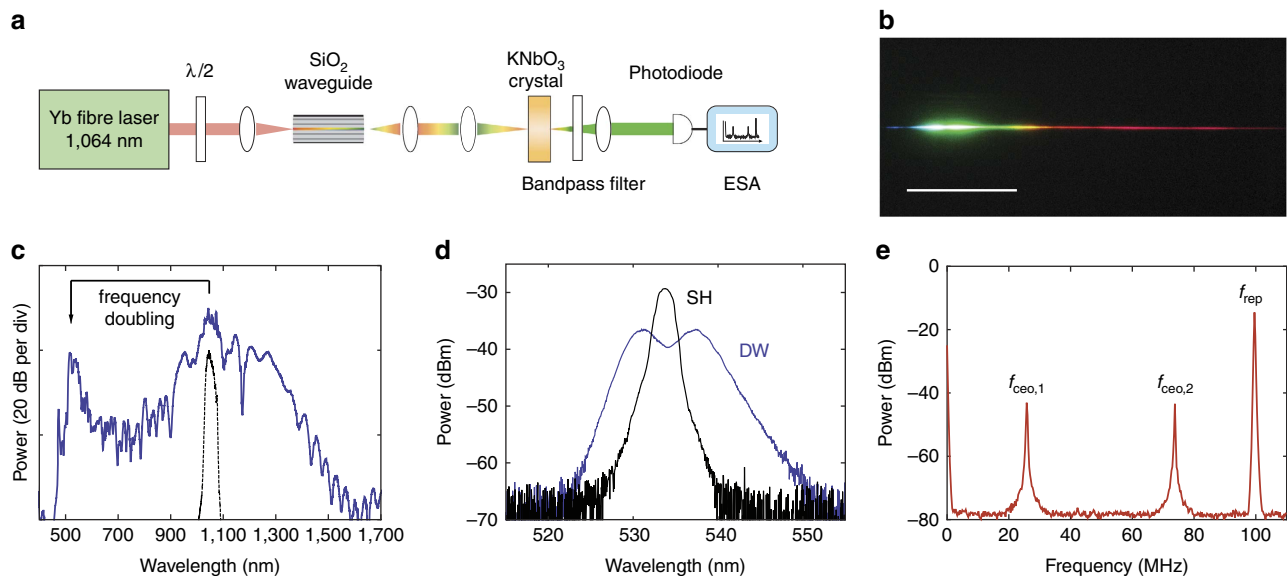 a
λ/2
SiO2
waveguide
KNbO3
crystal
Photodiode
Yb fibre laser
1,064 nm
Bandpass filter
ESA
b
c
frequency
doubling
Power (20 dB per div)
500 700 900 1,100 1,300 1,500 1,700
Wavelength (nm)
d
SH
DW
Power (dBm)
−30
−40
−50
−60
−70
520 530 540 550
Wavelength (nm)
e
frep
fceo,1
fceo,2
Power (dBm)
0
−20
−40
−60
−80
0 20 40 60 80 100
Frequency (MHz)